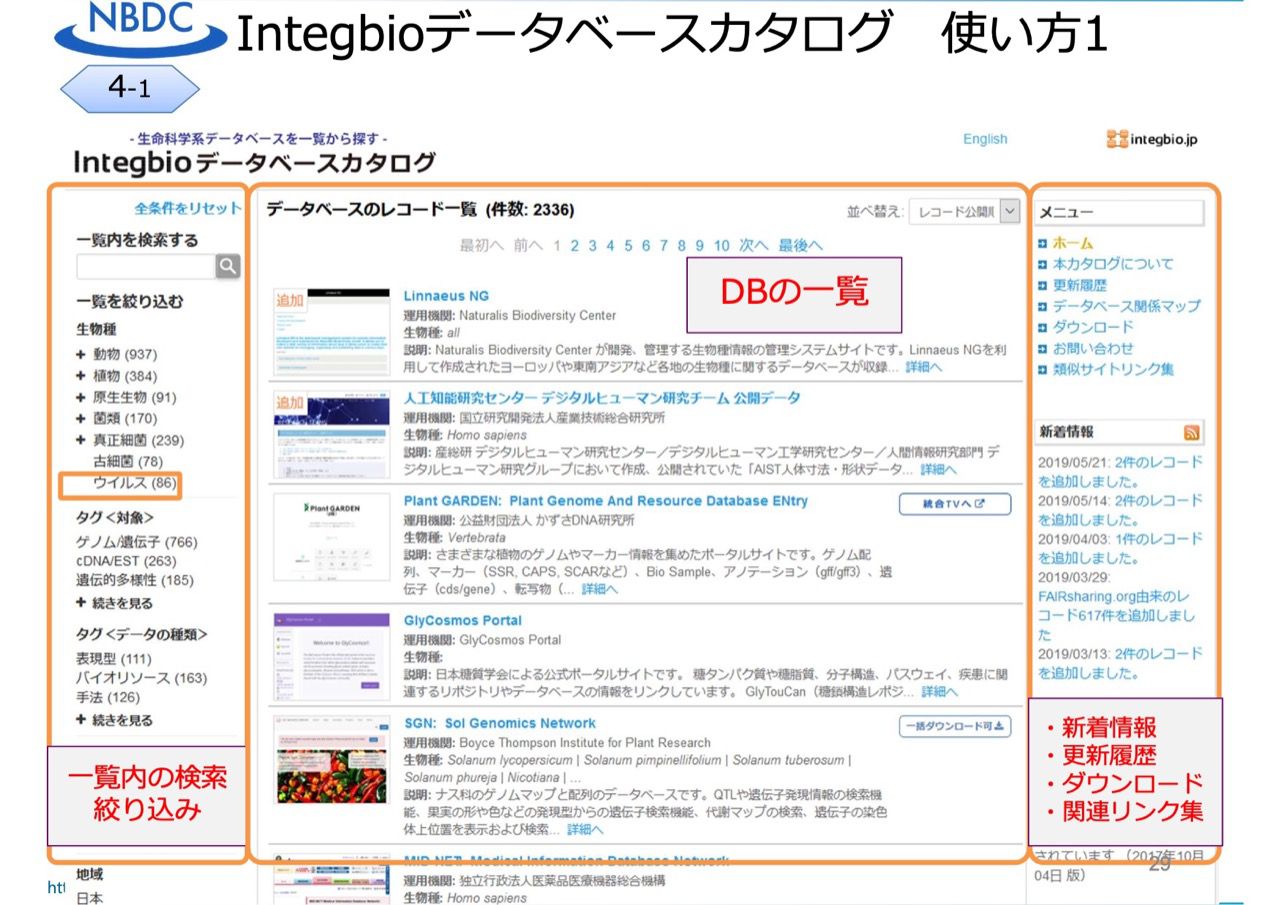 NBDC
Integbioデータベースカタログ　使い方1
4-1
- 生命科学系データベースを一覧から探す -
Integbioデータベースカタログ
English
integbio.jp
全条件をリセット
一覧内を検索する
一覧を絞り込む
生物種
+ 動物 (937)
+ 植物 (384)
+ 原生生物 (91)
+ 菌類 (170)
+ 真正細菌 (239)
古細菌 (78)
ウイルス (86)
タグ<対象>
ゲノム/遺伝子 (766)
cDNA/EST (263)
遺伝的多様性 (185)
+ 続きを見る
タグ<データの種類>
表現型 (111)
バイオリソース (163)
手法 (126)
+ 続きを見る
一覧内の検索
絞り込み
地域
日本
データベースのレコード一覧 (件数: 2336)
並べ替え:
レコード公開
最初へ 前へ 1 2 3 4 5 6 7 8 9 10 次へ 最後へ
DBの一覧
追加
Linnaeus NG
運用機関: Naturalis Biodiversity Center
生物種: all
説明: Naturalis Biodiversity Center が開発、管理する生物種情報の管理システムサイトです。Linnaeus NGを利
用して作成されたヨーロッパや東南アジアなど各地の生物種に関するデータベースが収録... 詳細へ
追加
人工知能研究センター デジタルヒューマン研究チーム 公開データ
運用機関: 国立研究開発法人産業技術総合研究所
生物種: Homo sapiens
説明: 産総研 デジタルヒューマン研究センター／デジタルヒューマン工学研究センター／人間情報研究部門 デ
ジタルヒューマン研究グループにおいて作成、公開されていた「AIST人体寸法・形状データ... 詳細へ
Plant GARDEN
Plant GARDEN: Plant Genome And Resource Database ENtry
統合TVへ
運用機関: 公益財団法人 かずさDNA研究所
生物種: Vertebrata
説明: さまざまな植物のゲノムやマーカー情報を集めたポータルサイトです。ゲノム配
列、マーカー（SSR, CAPS, SCARなど）、Bio Sample、アノテーション（gff/gff3）、遺
伝子（cds/gene）、転写物（... 詳細へ
Welcome to GlyCosmos!
GlyCosmos Portal
運用機関: GlyCosmos Portal
生物種:
説明: 日本糖質学会による公式ポータルサイトです。 糖タンパク質や糖脂質、分子構造、パスウェイ、疾患に関
連するリポジトリやデータベースの情報をリンクしています。 GlyTouCan（糖鎖構造レポジ... 詳細へ
SGN: Sol Genomics Network
一括ダウンロード可
運用機関: Boyce Thompson Institute for Plant Research
生物種: Solanum lycopersicum | Solanum pimpinellifolium | Solanum tuberosum |
Solanum phureja | Nicotiana | ...
説明: ナス科のゲノムマップと配列のデータベースです。QTLや遺伝子発現情報の検索機
能、果実の形や色などの発現型からの遺伝子検索機能、代謝マップの検索、遺伝子の染色
体上位置を表示および検索... 詳細へ
MID-NET: Medical Information Database Network
運用機関: 独立行政法人医薬品医療機器総合機構
生物種: Homo sapiens
メニュー
ホーム
本カタログについて
更新履歴
データベース関係マップ
ダウンロード
お問い合わせ
類似サイトリンク集
新着情報
2019/05/21: 2件のレコード
を追加しました。
2019/05/14: 2件のレコード
を追加しました。
2019/04/03: 1件のレコード
を追加しました。
2019/03/29:
FAIRsharing.org由来のレ
コード617件を追加しまし
た
2019/03/13: 2件のレコード
を追加しました。
・新着情報
・更新履歴
・ダウンロード
・関連リンク集
されています （2017年10月
04日 版）
29